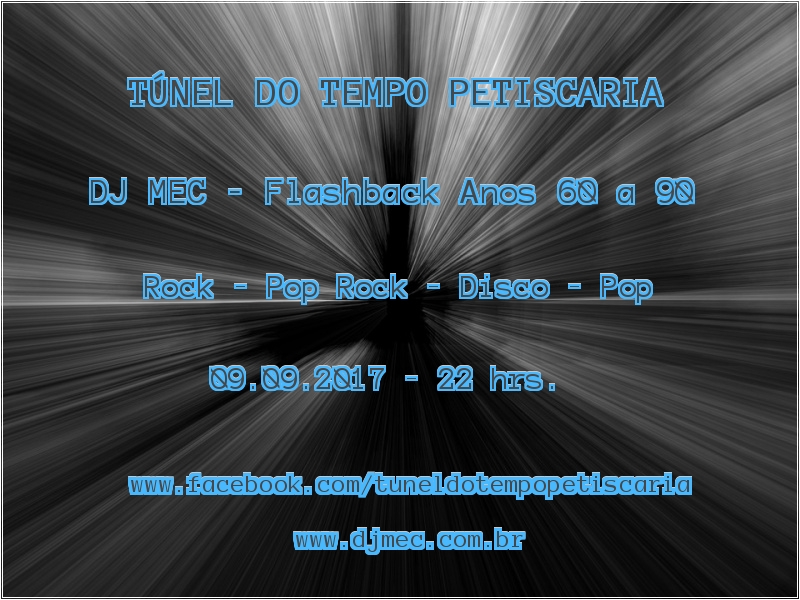 TÚNEL DO TEMPO PETISCARIA
DJ MEC - Flashback Anos 60 a 90
Rock - Pop Rock - Disco - Pop
09.09.2017 - 22 hrs.
www.facebook.com/tuneldotempopetiscaria
www.djmec.com.br